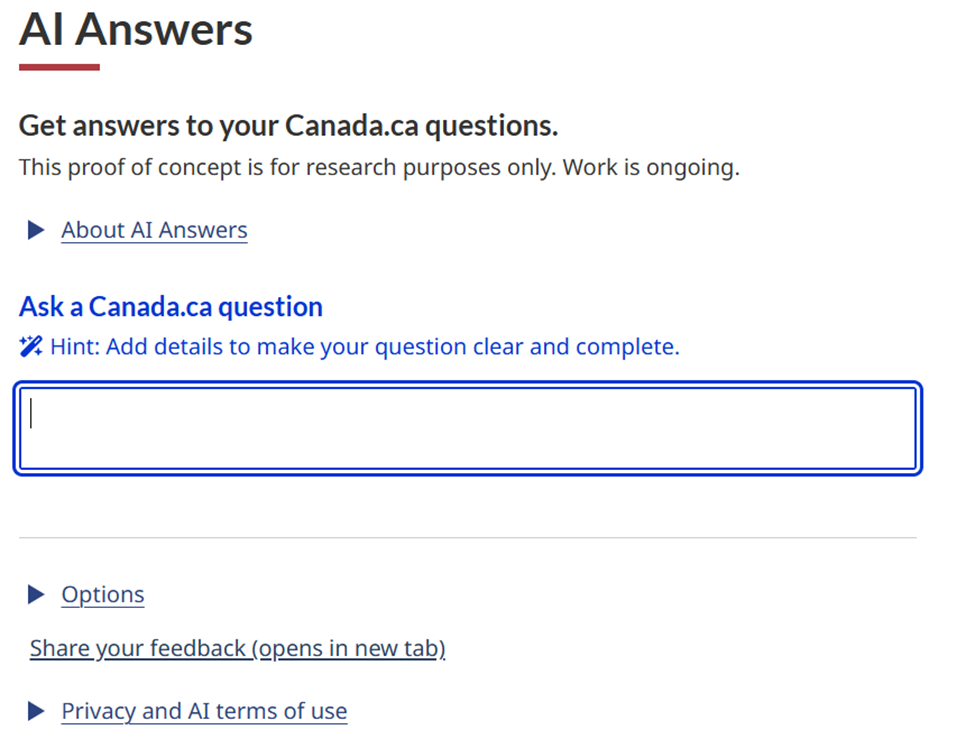 AI Answers
Get answers to your Canada.ca questions.
This proof of concept is for research purposes only. Work is ongoing.
About AI Answers
Ask a Canada.ca question
Hint: Add details to make your question clear and complete.
Options
Share your feedback (opens in new tab)
Privacy and AI terms of use